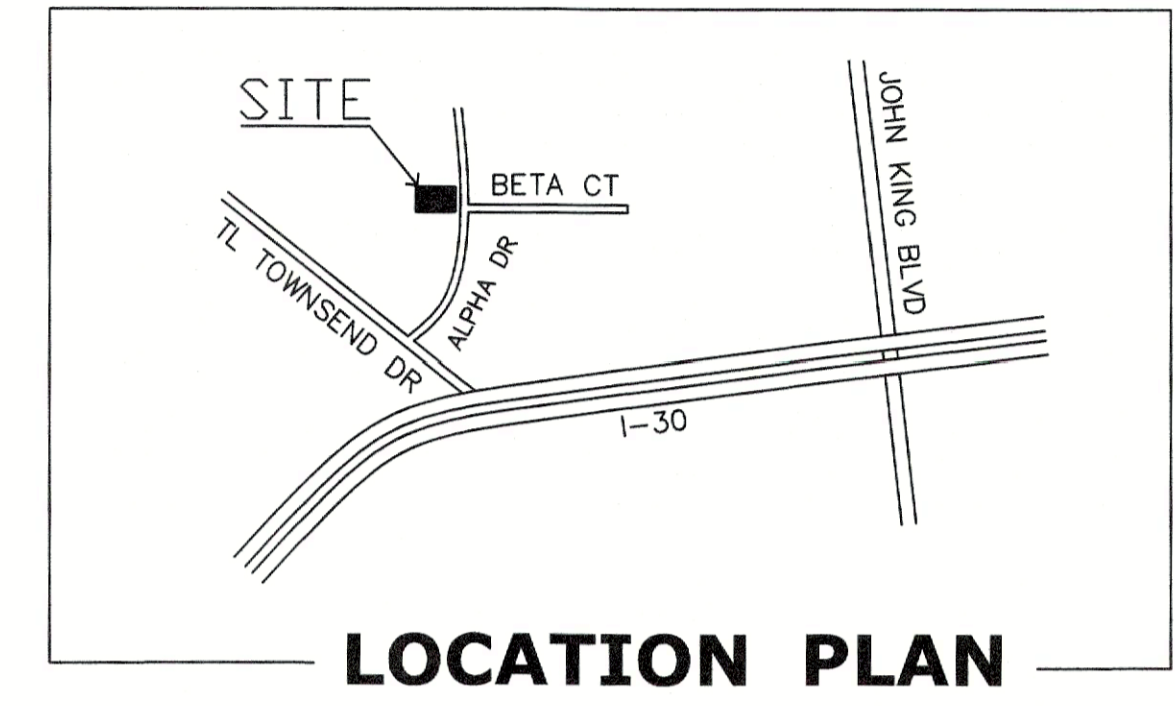 SITE
BETA CT
JOHN KING BLVD
TL TOWNSEND DR
ALPHA DR
I-30
LOCATION PLAN